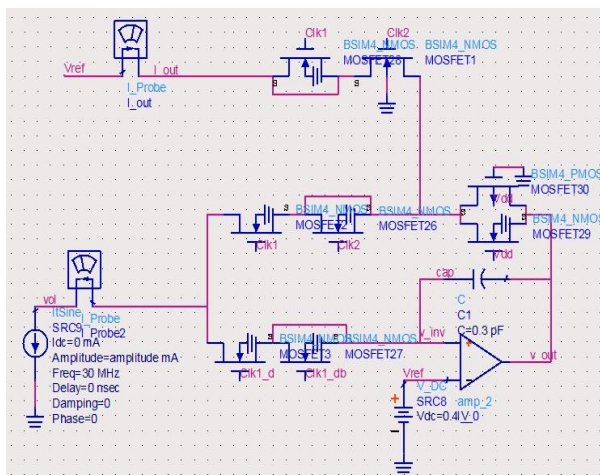 Clk1
Clk2
BSIM4_NMOS
BSIM4_NMOS
MOSFET28
MOSFET1
Vref
I_out
I_Probe
I_out
BSIM4_PMOS
MOSFET30
Vdd
BSIM4_NMOS
BSIM4_NMOS
BSIM4_NMOS
MOSFET2
MOSFET26
MOSFET29
Clk1
Clk2
Vdd
cap
C
C1
C=0.3 pF
vol
ItSine
I_Probe
SRC9
I_Probe2
Idc=0 mA
Amplitude=amplitude mA
Freq=30 MHz
Delay=0 nsec
Damping=0
Phase=0
BSIM4_NMOS
BSIM4_NMOS
v_inv
MOSFET3
MOSFET27
Clk1_d
Clk1_db
v_out
Vref
V_DC
SRC8
amp_2
Vdc=0.4